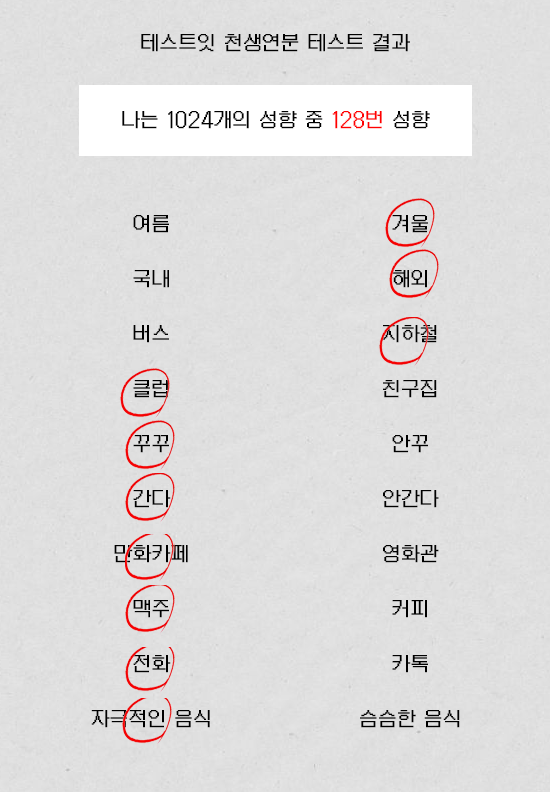 테스트잇 천생연분 테스트 결과
나는 1024개의 성향 중 128번 성향
여름 겨울
국내 해외
버스 지하철
클럽 친구집
꾸꾸 안꾸
간다 안간다
만화카페 영화관
맥주 커피
전화 카톡
자극적인 음식 슴슴한 음식